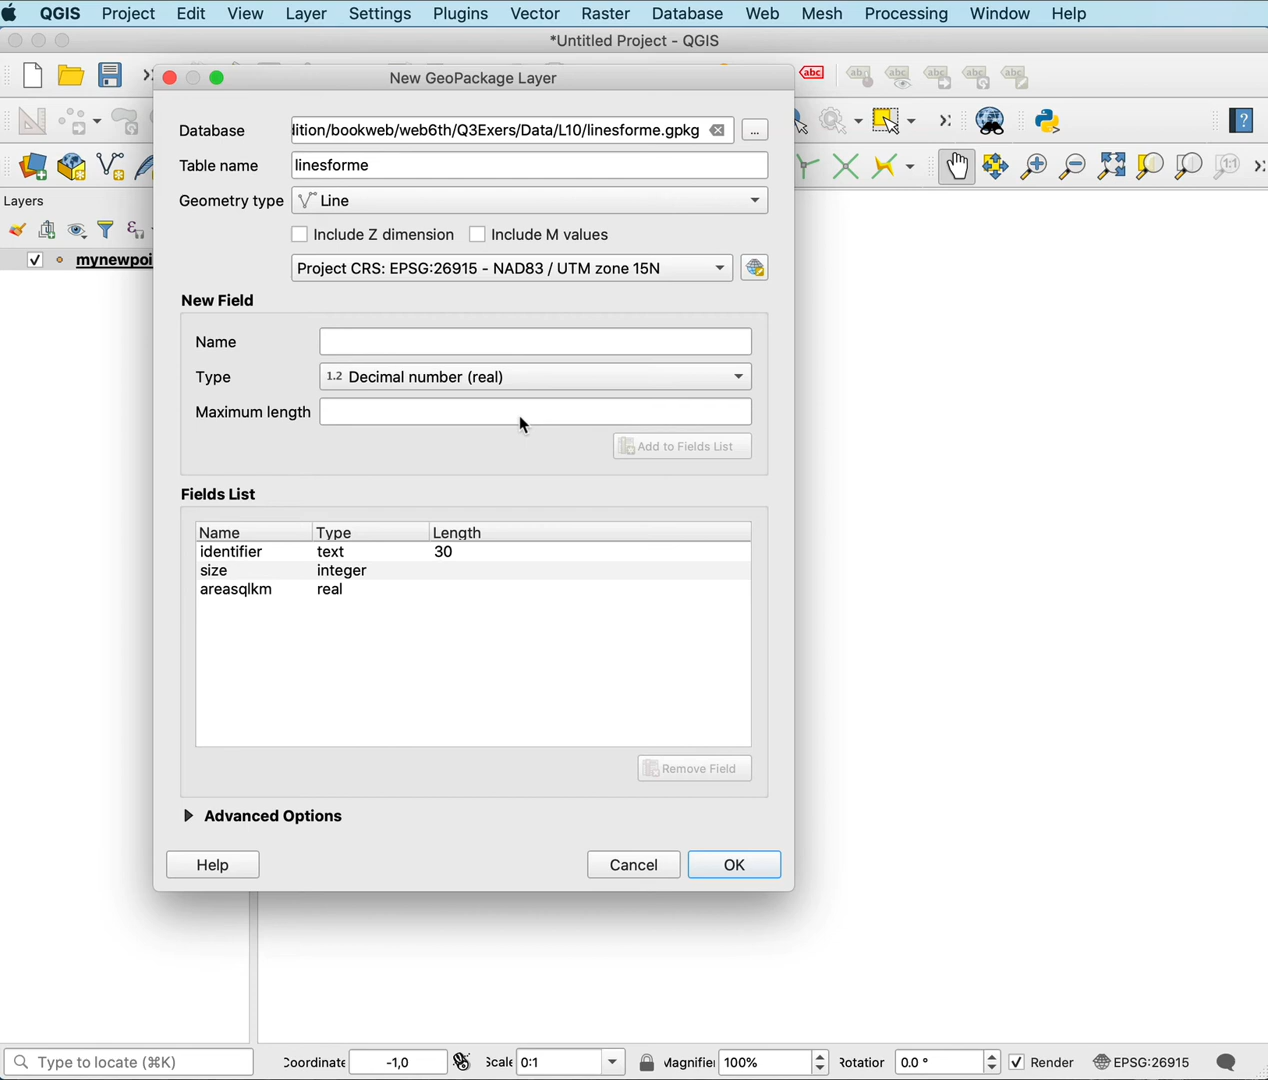 QGIS Project Edit View Layer Settings Plugins Vector Raster Database Web Mesh Processing Window Help
*Untitled Project - QGIS
New GeoPackage Layer
abc
Database lition/bookweb/web6th/Q3Exers/Data/L10/linesforme.gpkg ...
Table name linesforme
Geometry type Line
Include Z dimension Include M values
Project CRS: EPSG:26915 - NAD83 / UTM zone 15N
Layers
mynewpoi
New Field
Name
Type 1.2 Decimal number (real)
Maximum length
Add to Fields List
Fields List
Name Type Length
identifier text 30
size integer
areasqlkm real
Remove Field
Advanced Options
Help Cancel OK
Type to locate (⌘K) Coordinate -1,0 Scale 0:1 Magnifier 100% Rotation 0.0 ° Render EPSG:26915